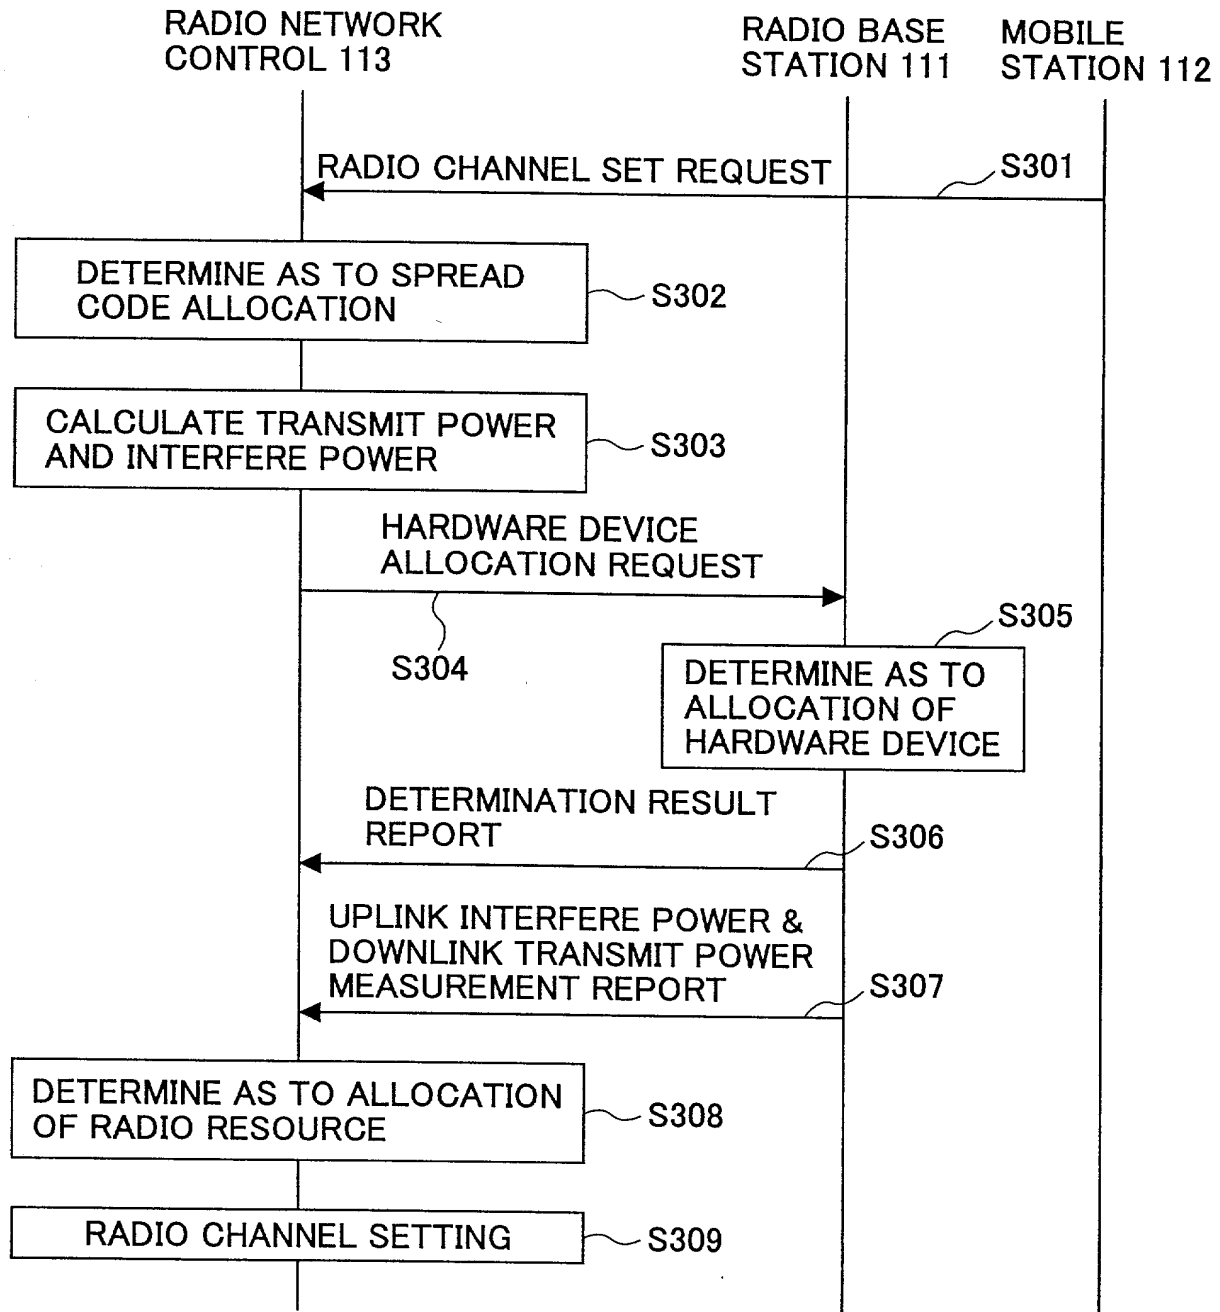 RADIO NETWORK
CONTROL 113
RADIO BASE
STATION 111
MOBILE
STATION 112
RADIO CHANNEL SET REQUEST
S301
DETERMINE AS TO SPREAD
CODE ALLOCATION
S302
CALCULATE TRANSMIT POWER
AND INTERFERE POWER
S303
HARDWARE DEVICE
ALLOCATION REQUEST
S304
S305
DETERMINE AS TO
ALLOCATION OF
HARDWARE DEVICE
DETERMINATION RESULT
REPORT
S306
UPLINK INTERFERE POWER &
DOWNLINK TRANSMIT POWER
MEASUREMENT REPORT
S307
DETERMINE AS TO ALLOCATION
OF RADIO RESOURCE
S308
RADIO CHANNEL SETTING
S309